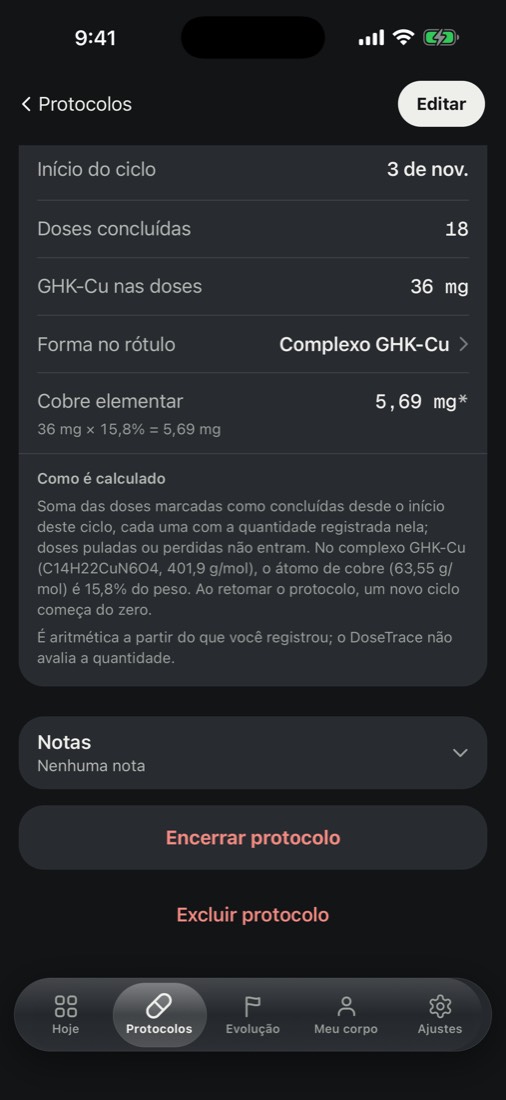 9:41
Protocolos
Editar
Início do ciclo
3 de nov.
Doses concluídas
18
GHK-Cu nas doses
36 mg
Forma no rótulo
Complexo GHK-Cu
Cobre elementar
5,69 mg*
36 mg × 15,8% = 5,69 mg
Como é calculado
Soma das doses marcadas como concluídas desde o início
deste ciclo, cada uma com a quantidade registrada nela;
doses puladas ou perdidas não entram. No complexo GHK-Cu
(C14H22CuN6O4, 401,9 g/mol), o átomo de cobre (63,55 g/
mol) é 15,8% do peso. Ao retomar o protocolo, um novo ciclo
começa do zero.
É aritmética a partir do que você registrou; o DoseTrace não
avalia a quantidade.
Notas
Nenhuma nota
Encerrar protocolo
Excluir protocolo
Hoje
Protocolos
Evolução
Meu corpo
Ajustes